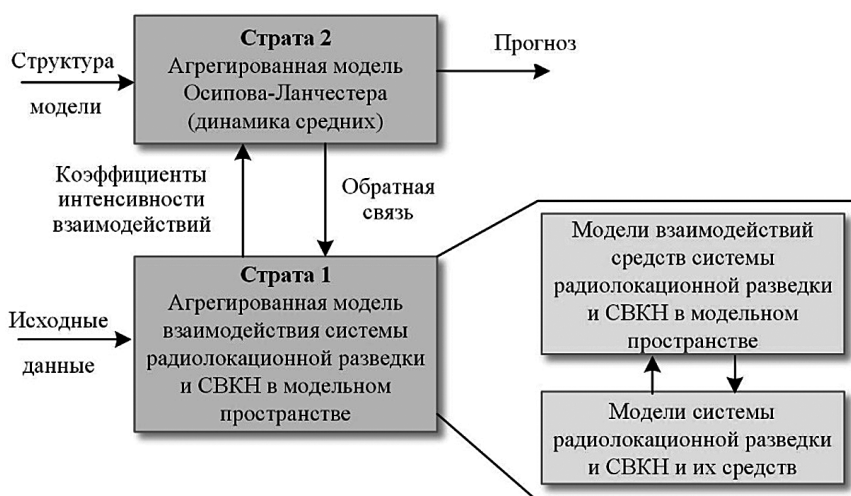 Страта 2
Агрегированная модель
Осипова-Ланчестера
(динамика средних)
Структура
модели
Прогноз
Коэффициенты
интенсивности
взаимодействий
Обратная
связь
Страта 1
Агрегированная модель
взаимодействия системы
радиолокационной разведки
и СВКН в модельном
пространстве
Исходные
данные
Модели взаимодействий
средств системы
радиолокационной разведки
и СВКН в модельном
пространстве
Модели системы
радиолокационной разведки
и СВКН и их средств